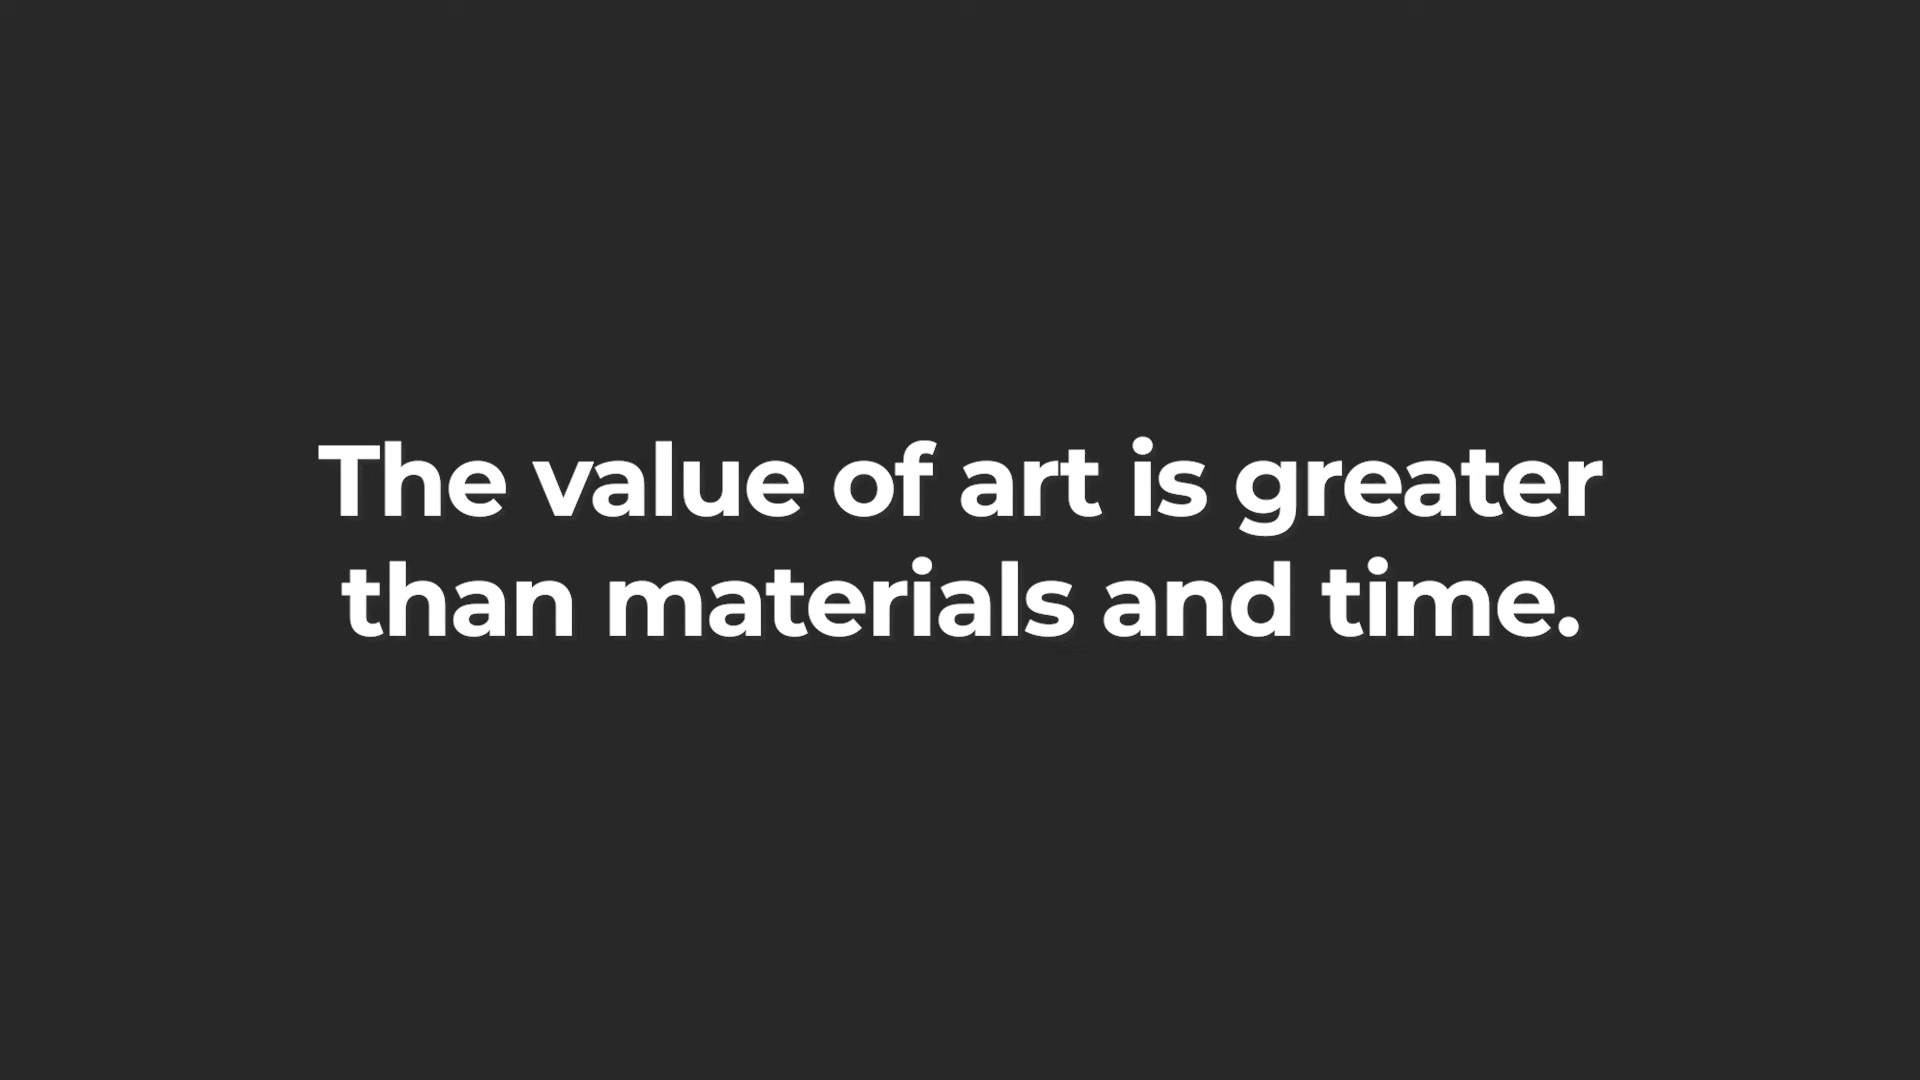 The value of art is greater
than materials and time.